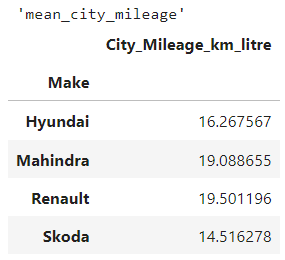 'mean_city_mileage'
City_Mileage_km_litre
Make
Hyundai 16.267567
Mahindra 19.088655
Renault 19.501196
Skoda 14.516278